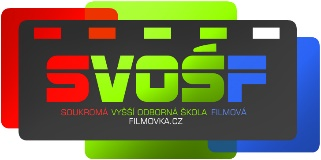 SVOŠF
SOUKROMÁ VYŠŠÍ ODBORNÁ ŠKOLA FILMOVÁ
FILMOVKA.CZ